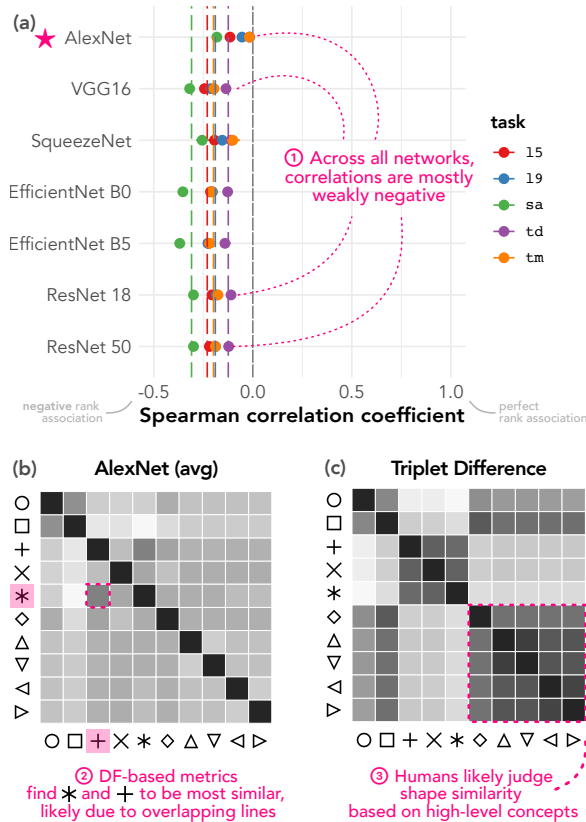 (a)
AlexNet
VGG16
SqueezeNet
EfficientNet B0
EfficientNet B5
ResNet 18
ResNet 50
1 Across all networks,
correlations are mostly
weakly negative
task
l5
l9
sa
td
tm
-0.5
0.0
0.5
1.0
negative rank
association
Spearman correlation coefficient
perfect
rank association
(b)
AlexNet (avg)
2 DF-based metrics
find * and + to be most similar,
likely due to overlapping lines
(c)
Triplet Difference
3 Humans likely judge
shape similarity
based on high-level concepts